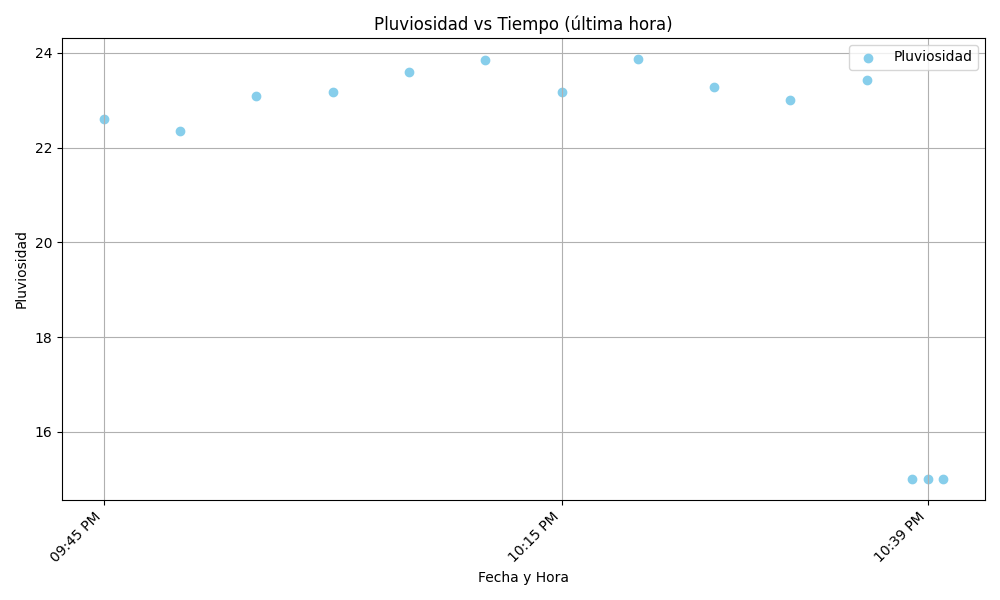 Pluviosidad vs Tiempo (última hora)
Pluviosidad
24
22
20
18
16
Pluviosidad
09:45 PM
10:15 PM
10:39 PM
Fecha y Hora